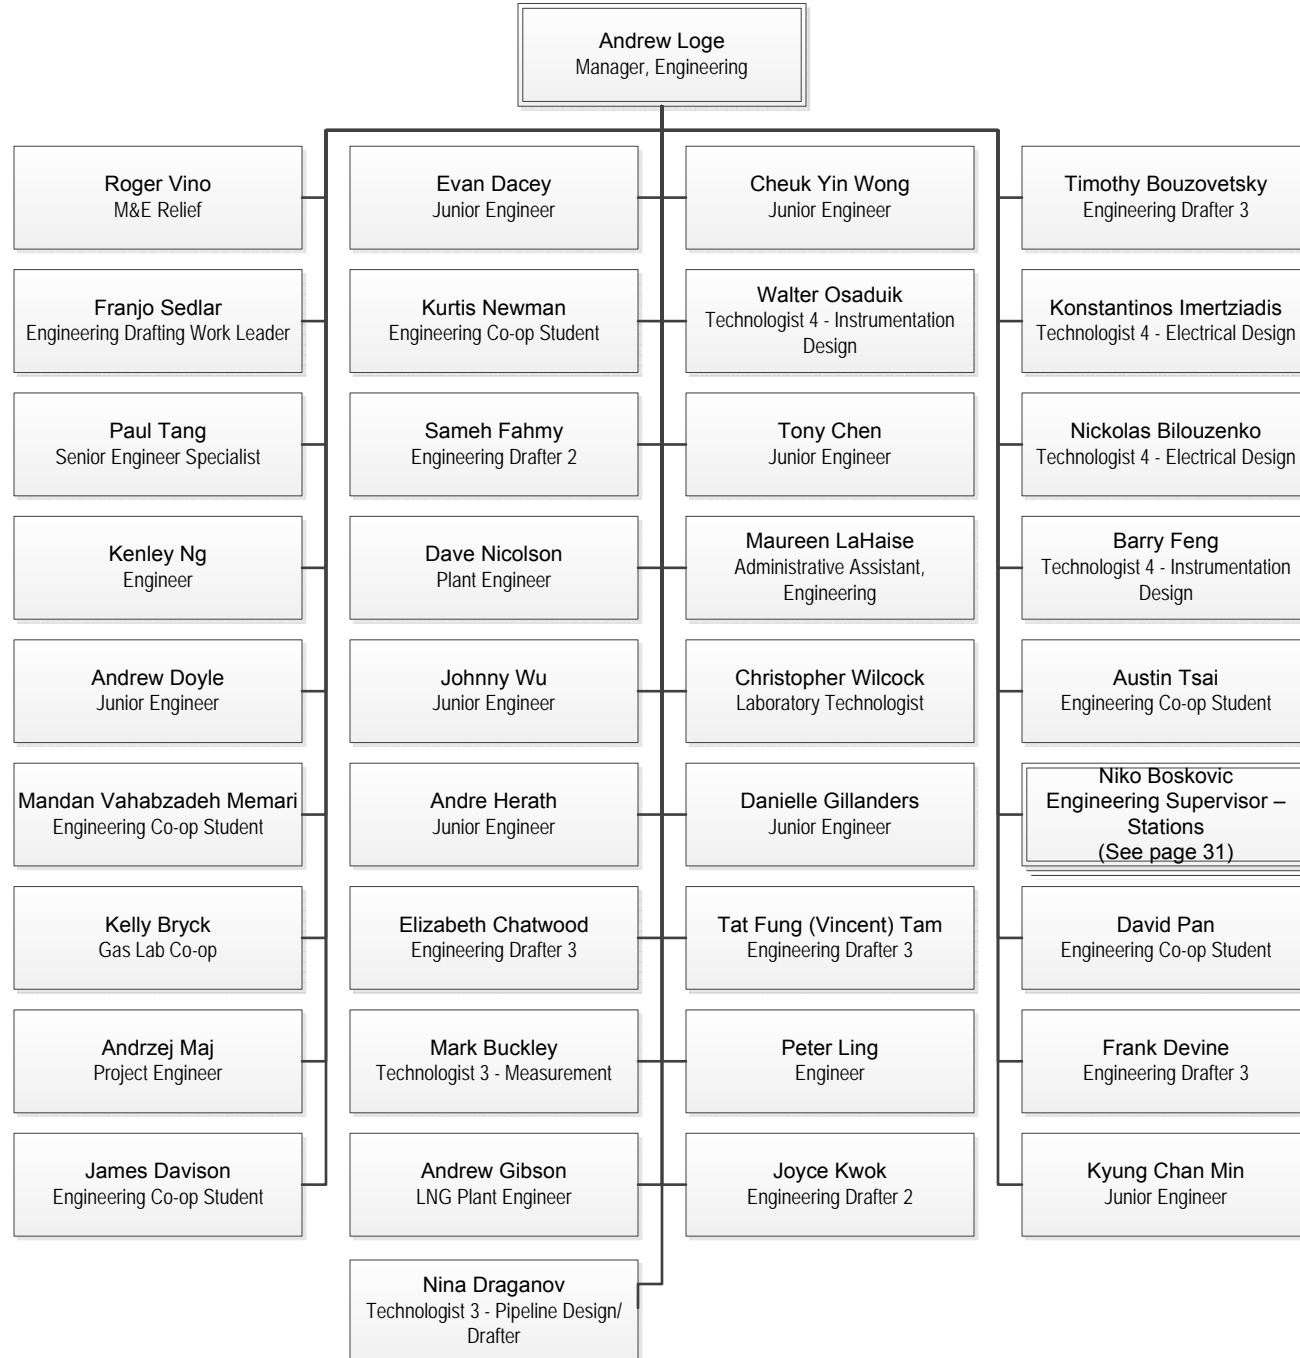 Andrew Loge
Manager, Engineering
Roger Vino
M&E Relief
Evan Dacey
Junior Engineer
Cheuk Yin Wong
Junior Engineer
Timothy Bouzovetsky
Engineering Drafter 3
Franjo Sedlar
Engineering Drafting Work Leader
Kurtis Newman
Engineering Co-op Student
Walter Osaduik
Technologist 4 - Instrumentation
Design
Konstantinos Imertziadis
Technologist 4 - Electrical Design
Paul Tang
Senior Engineer Specialist
Sameh Fahmy
Engineering Drafter 2
Tony Chen
Junior Engineer
Nickolas Bilouzenko
Technologist 4 - Electrical Design
Kenley Ng
Engineer
Dave Nicolson
Plant Engineer
Maureen LaHaise
Administrative Assistant,
Engineering
Barry Feng
Technologist 4 - Instrumentation
Design
Andrew Doyle
Junior Engineer
Johnny Wu
Junior Engineer
Christopher Wilcock
Laboratory Technologist
Austin Tsai
Engineering Co-op Student
Mandan Vahabzadeh Memari
Engineering Co-op Student
Andre Herath
Junior Engineer
Danielle Gillanders
Junior Engineer
Niko Boskovic
Engineering Supervisor –
Stations
(See page 31)
Kelly Bryck
Gas Lab Co-op
Elizabeth Chatwood
Engineering Drafter 3
Tat Fung (Vincent) Tam
Engineering Drafter 3
David Pan
Engineering Co-op Student
Andrzej Maj
Project Engineer
Mark Buckley
Technologist 3 - Measurement
Peter Ling
Engineer
Frank Devine
Engineering Drafter 3
James Davison
Engineering Co-op Student
Andrew Gibson
LNG Plant Engineer
Joyce Kwok
Engineering Drafter 2
Kyung Chan Min
Junior Engineer
Nina Draganov
Technologist 3 - Pipeline Design/
Drafter